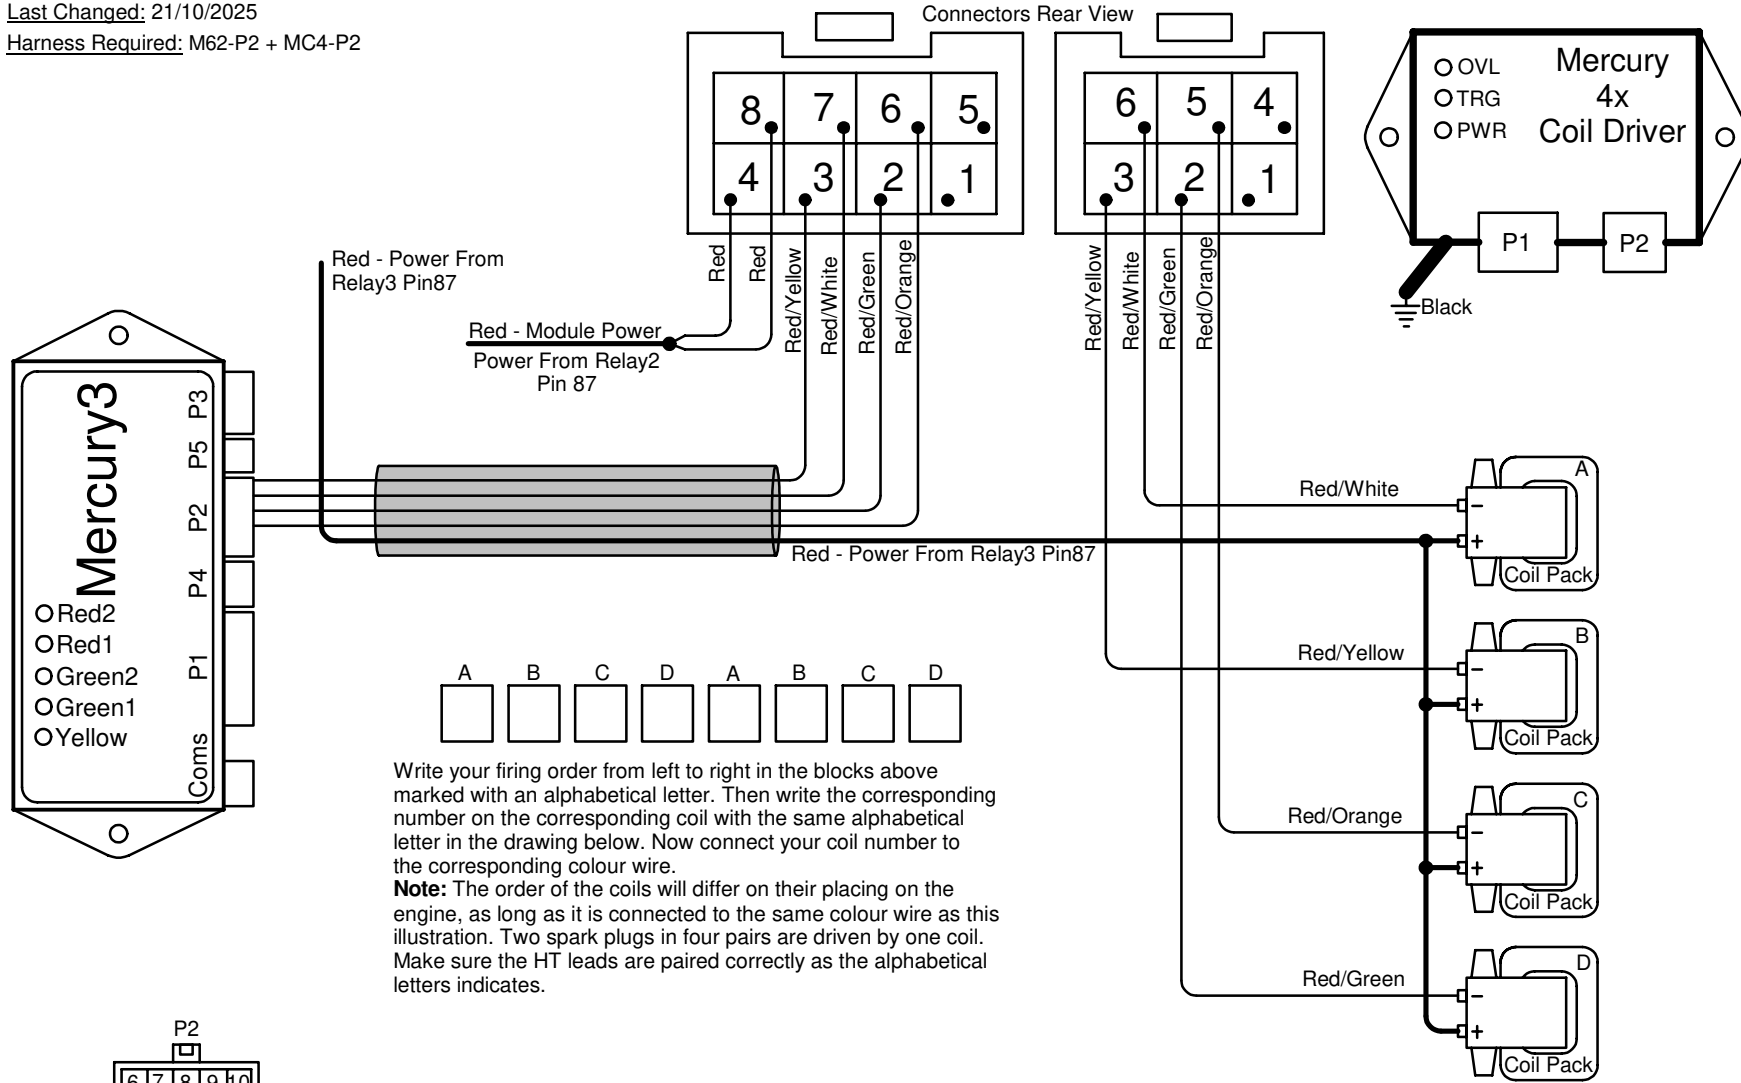 Last Changed: 21/10/2025
Harness Required: M62-P2 + MC4-P2
Connectors Rear View
8 7 6 5
4 3 2 1
6 5 4
3 2 1
OVL
TRG
PWR
Mercury
4x
Coil Driver
P1
P2
Black
Red
Red
Red/Yellow
Red/White
Red/Green
Red/Orange
Red/Yellow
Red/White
Red/Green
Red/Orange
Red - Power From
Relay3 Pin87
Red - Module Power
Power From Relay2
Pin 87
Mercury3
P3
P5
P2
P4
P1
Coms
Red2
Red1
Green2
Green1
Yellow
Red - Power From Relay3 Pin87
Red/White
A
-
+
Coil Pack
Red/Yellow
B
-
+
Coil Pack
Red/Orange
C
-
+
Coil Pack
Red/Green
D
-
+
Coil Pack
A B C D A B C D
Write your firing order from left to right in the blocks above
marked with an alphabetical letter. Then write the corresponding
number on the corresponding coil with the same alphabetical
letter in the drawing below. Now connect your coil number to
the corresponding colour wire.
Note: The order of the coils will differ on their placing on the
engine, as long as it is connected to the same colour wire as this
illustration. Two spark plugs in four pairs are driven by one coil.
Make sure the HT leads are paired correctly as the alphabetical
letters indicates.
P2
6 7 8 9 10